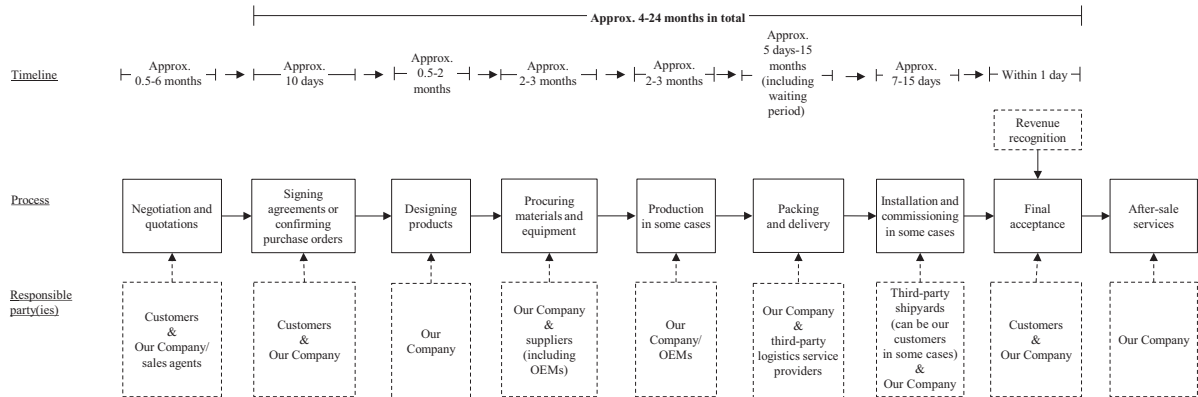 Approx. 4-24 months in total
Timeline
Approx.
0.5-6 months
Approx.
10 days
Approx.
0.5-2
months
Approx.
2-3 months
Approx.
2-3 months
Approx.
5 days-15
months
(including
waiting
period)
Approx.
7-15 days
Within 1 day
Revenue
recognition
Process
Negotiation and
quotations
Signing
agreements or
confirming
purchase orders
Designing
products
Procuring
materials and
equipment
Production
in some cases
Packing
and delivery
Installation and
commissioning
in some cases
Final
acceptance
After-sale
services
Responsible
party(ies)
Customers
&
Our Company/
sales agents
Customers
&
Our Company
Our
Company
Our Company
&
suppliers
(including
OEMs)
Our
Company/
OEMs
Our Company
&
third-party
logistics service
providers
Third-party
shipyards
(can be our
customers
in some cases)
&
Our Company
Customers
&
Our Company
Our Company